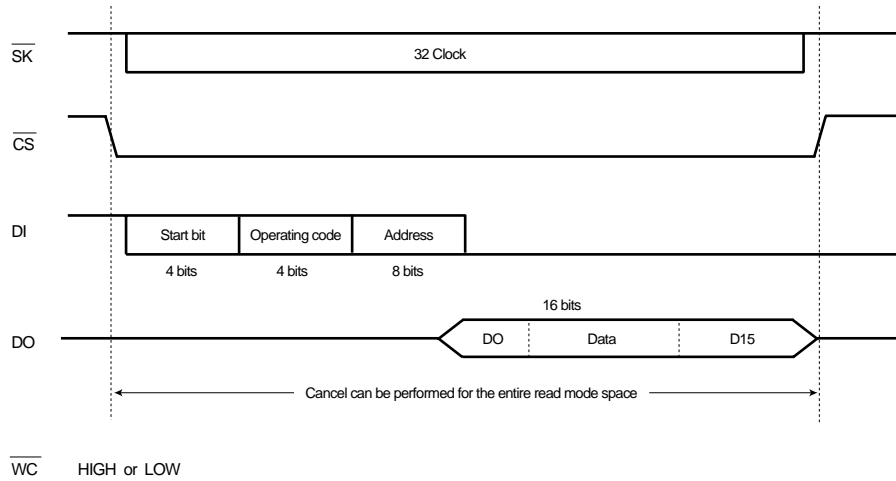 SK
32 Clock
CS
DI
Start bit
Operating code
Address
4 bits
4 bits
8 bits
16 bits
DO
DO
Data
D15
Cancel can be performed for the entire read mode space
WC HIGH or LOW